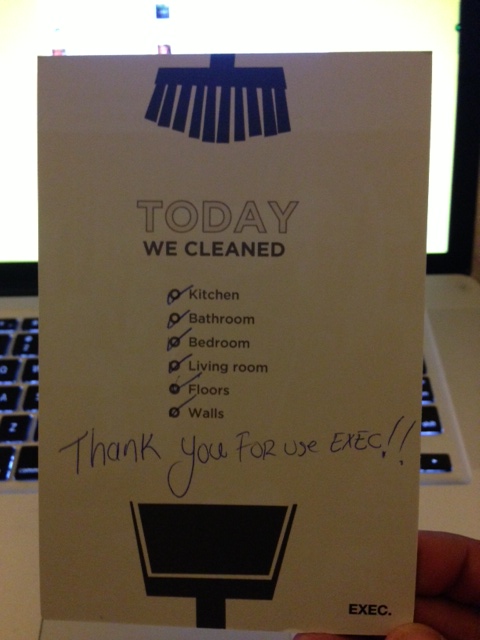 TODAY
WE CLEANED
Kitchen
Bathroom
Bedroom
Living room
Floors
Walls
Thank you For use EXEC!!
EXEC.